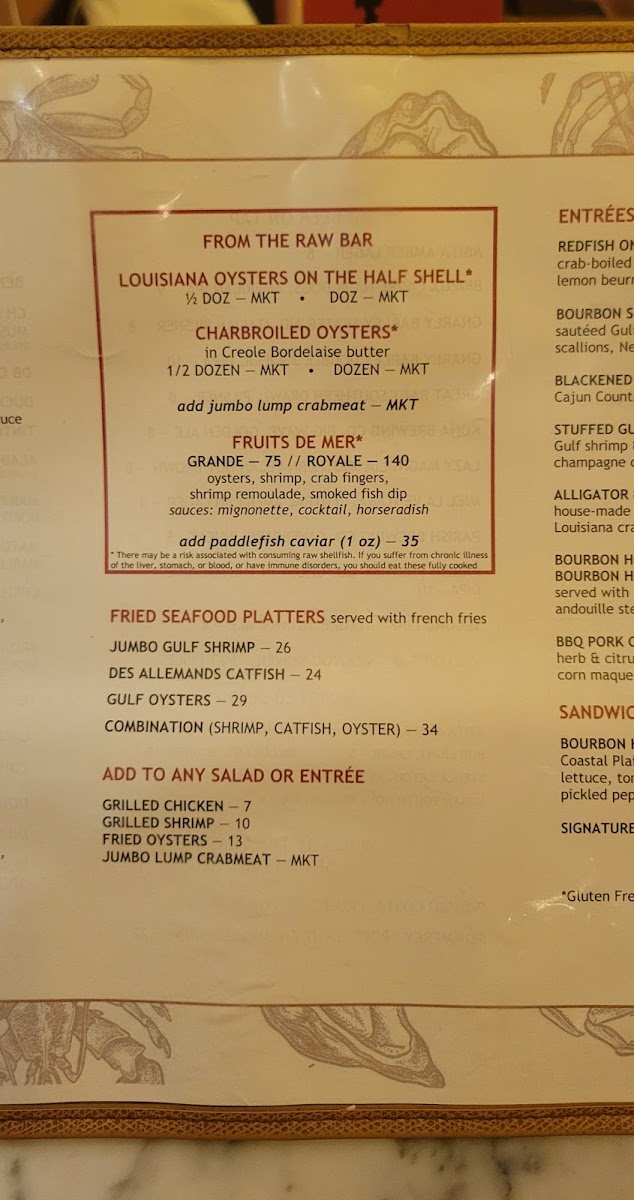 FROM THE RAW BAR
LOUISIANA OYSTERS ON THE HALF SHELL*
½ DOZ — MKT • DOZ — MKT
CHARBROILED OYSTERS*
in Creole Bordelaise butter
1/2 DOZEN — MKT • DOZEN — MKT
add jumbo lump crabmeat — MKT
FRUITS DE MER*
GRANDE — 75 // ROYALE — 140
oysters, shrimp, crab fingers,
shrimp remoulade, smoked fish dip
sauces: mignonette, cocktail, horseradish
add paddlefish caviar (1 oz) — 35
* There may be a risk associated with consuming raw shellfish. If you suffer from chronic illness
of the liver, stomach, or blood, or have immune disorders, you should eat these fully cooked
FRIED SEAFOOD PLATTERS served with french fries
JUMBO GULF SHRIMP — 26
DES ALLEMANDS CATFISH — 24
GULF OYSTERS — 29
COMBINATION (SHRIMP, CATFISH, OYSTER) — 34
ADD TO ANY SALAD OR ENTRÉE
GRILLED CHICKEN — 7
GRILLED SHRIMP — 10
FRIED OYSTERS — 13
JUMBO LUMP CRABMEAT — MKT
ENTRÉES
REDFISH ON
crab-boiled
lemon beurr
BOURBON S
sautéed Gul
scallions, Ne
BLACKENED
Cajun Count
STUFFED GU
Gulf shrimp
champagne c
ALLIGATOR
house-made
Louisiana cra
BOURBON H
BOURBON H
served with
andouille ste
BBQ PORK C
herb & citru
corn maque
SANDWIC
BOURBON H
Coastal Plai
lettuce, tom
pickled pep
SIGNATURE
*Gluten Fre